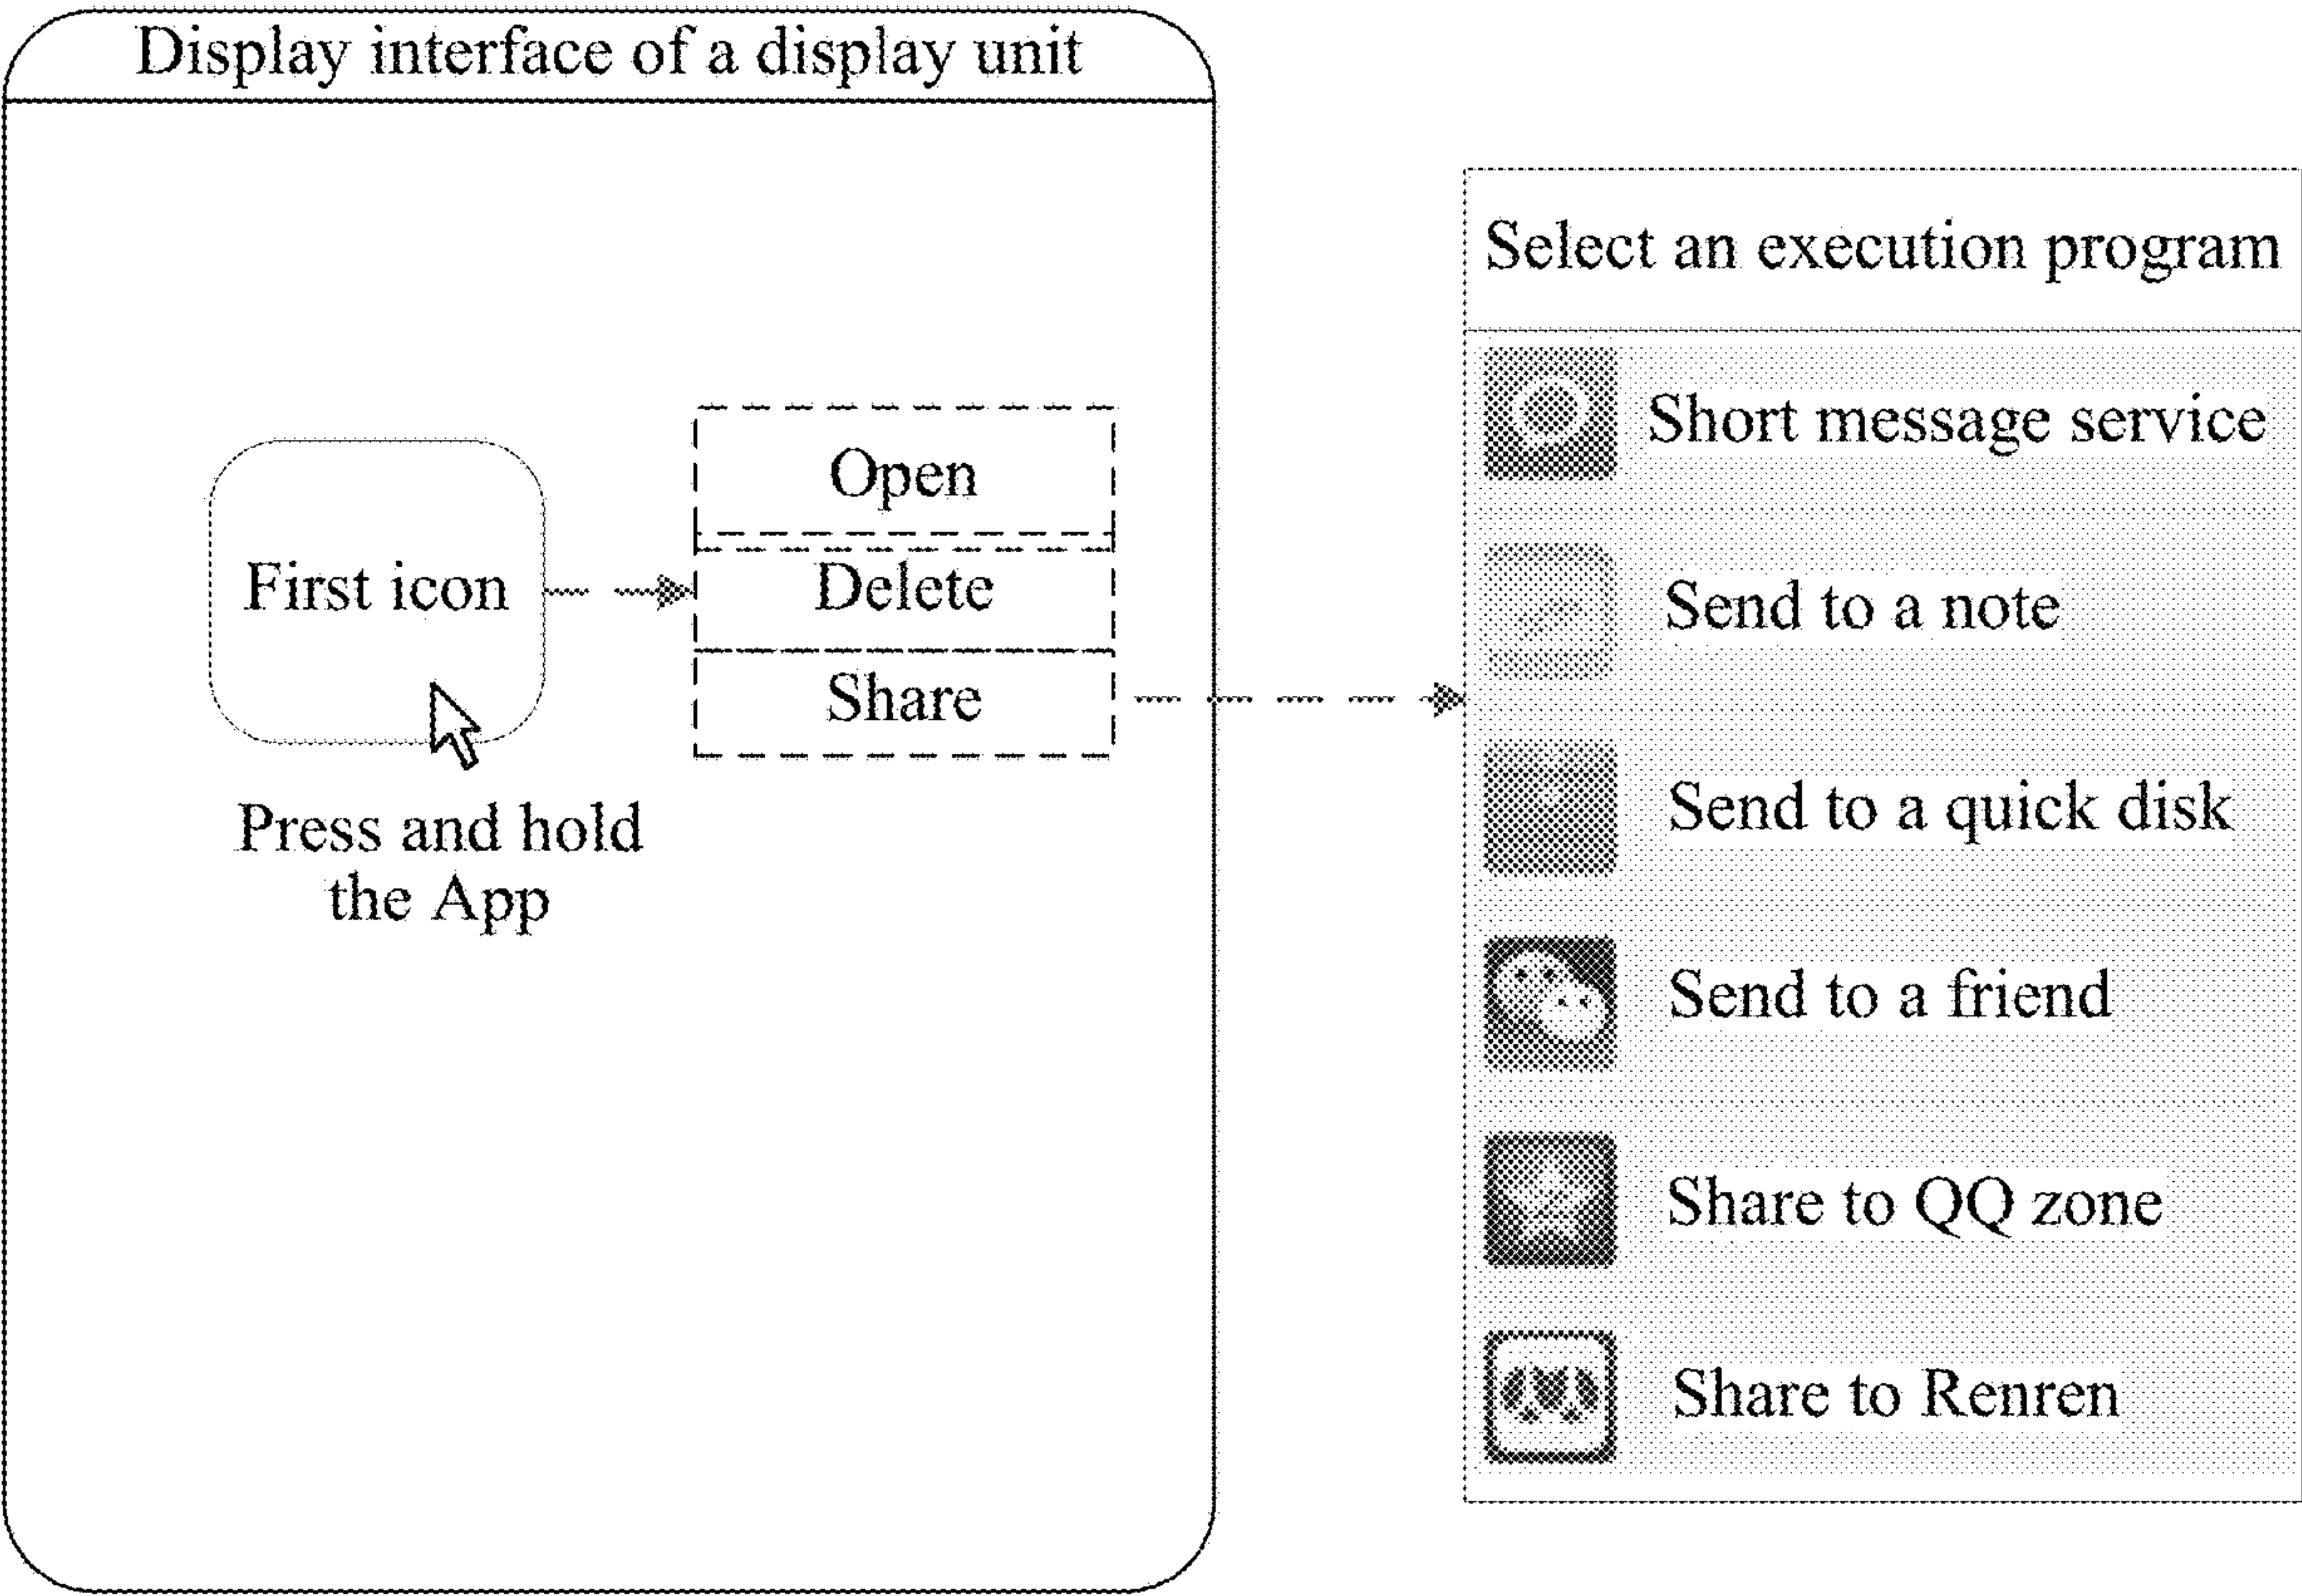 Display interface of a display unit
First icon
Press and hold
the App
Open
Delete
Share
Select an execution program
Short message service
Send to a note
Send to a quick disk
Send to a friend
Share to QQ zone
Share to Renren